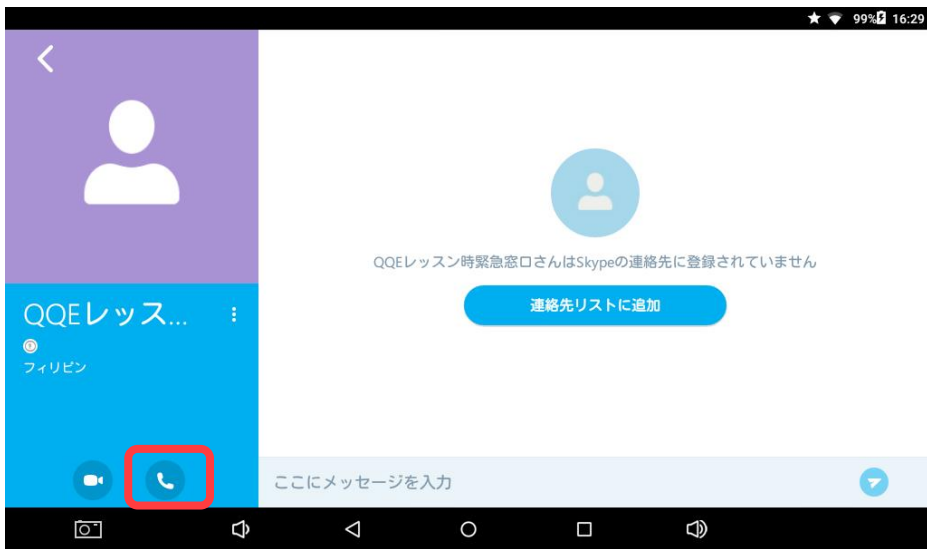 99% 16:29
QQEレッスン時緊急窓口さんはSkypeの連絡先に登録されていません
連絡先リストに追加
QQEレッス...
フィリピン
ここにメッセージを入力